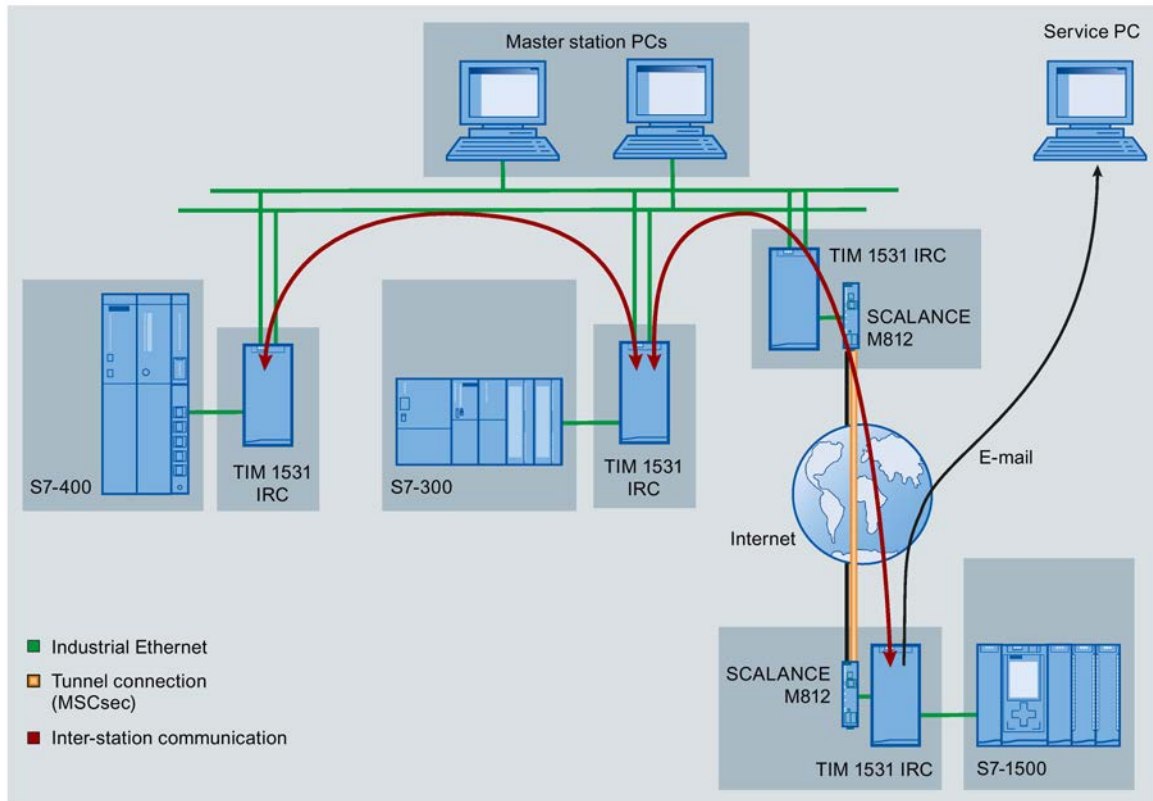 Master station PCs
Service PC
TIM 1531 IRC
SCALANCE
M812
S7-400
TIM 1531
IRC
S7-300
TIM 1531
IRC
E-mail
Internet
Industrial Ethernet
Tunnel connection
(MSCsec)
Inter-station communication
SCALANCE
M812
TIM 1531 IRC
S7-1500